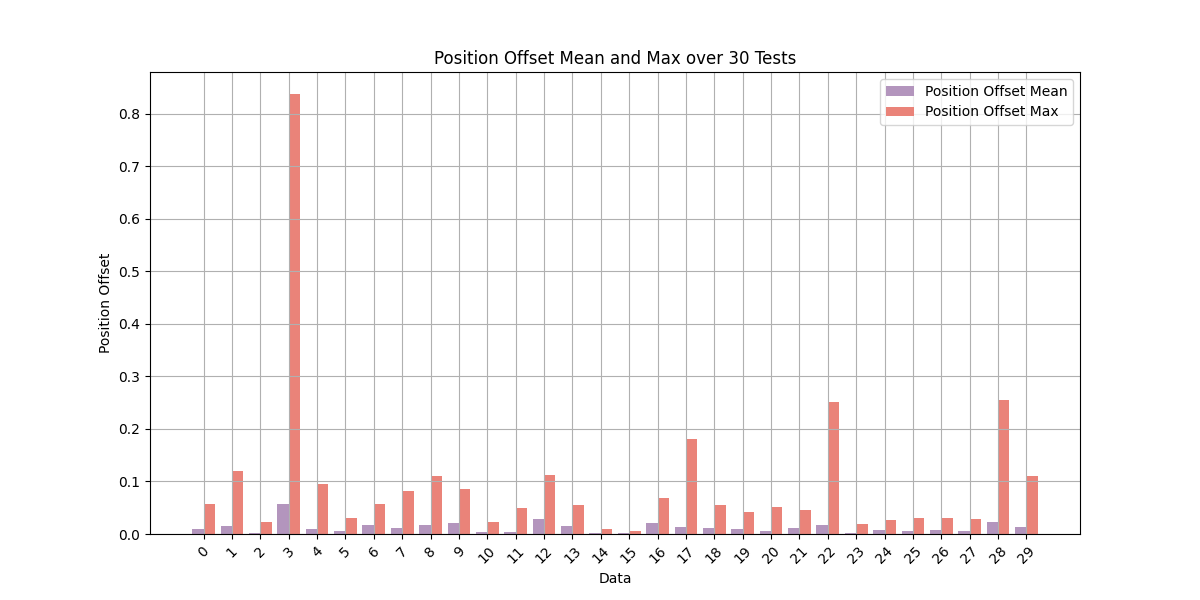 Position Offset Mean and Max over 30 Tests
Position Offset Mean
Position Offset Max
Position Offset
0.8
0.7
0.6
0.5
0.4
0.3
0.2
0.1
0.0
0 1 2 3 4 5 6 7 8 9 10 11 12 13 14 15 16 17 18 19 20 21 22 23 24 25 26 27 28 29
Data